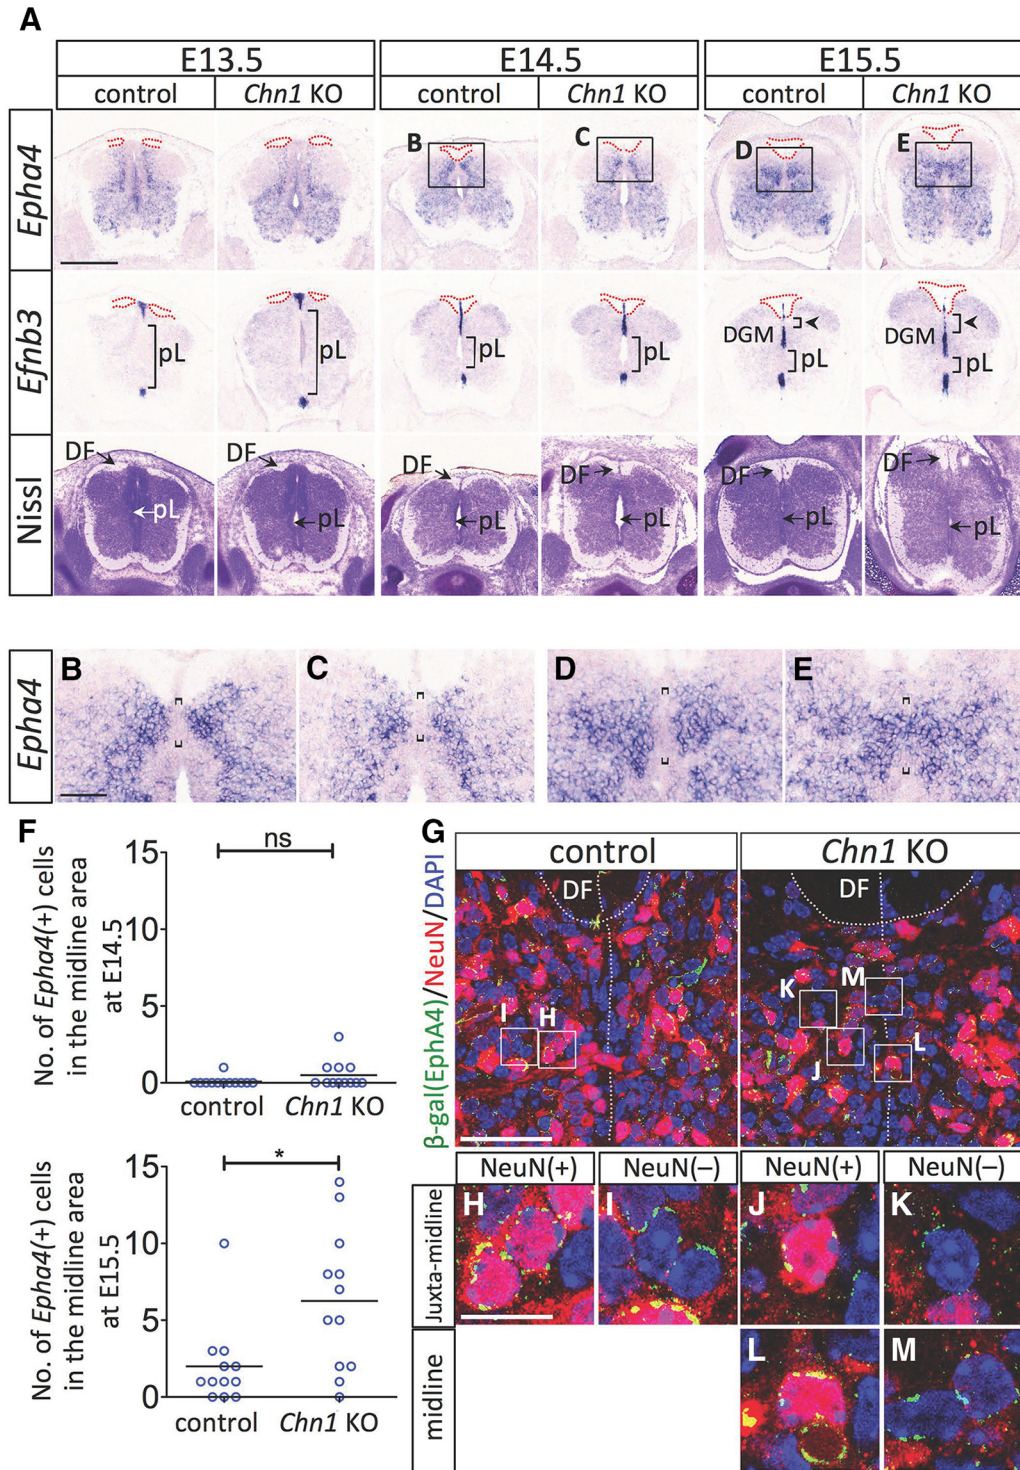 A
E13.5 E14.5 E15.5
control Chn1 KO control Chn1 KO control Chn1 KO
Epha4
B C D E
Efnb3
pL pL pL pL DGM pL DGM pL
Nissl
DF DF DF DF DF DF
pL pL pL pL pL pL
Epha4
B C D E
F
No. of Epha4(+) cells
in the midline area
at E14.5
15
10
5
0
ns
control Chn1 KO
No. of Epha4(+) cells
in the midline area
at E15.5
15
10
5
0
*
control Chn1 KO
G
β-gal(EphA4)/NeuN/DAPI
control Chn1 KO
DF DF
I H K M J L
NeuN(+) NeuN(–) NeuN(+) NeuN(–)
Juxta-midline
H I J K
midline
L M